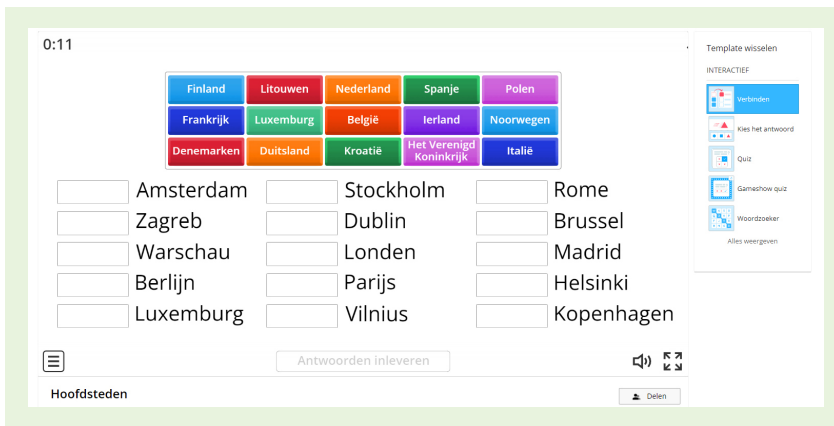 0:11
Finland Litouwen Nederland Spanje Polen
Frankrijk Luxemburg België Ierland Noorwegen
Denemarken Duitsland Kroatië Het Verenigd Koninkrijk Italië
Amsterdam Stockholm Rome
Zagreb Dublin Brussel
Warschau Londen Madrid
Berlijn Parijs Helsinki
Luxemburg Vilnius Kopenhagen
Antwoorden inleveren
Hoofdsteden
Delen
Template wisselen
INTERACTIEF
Verbinden
Kies het antwoord
Quiz
Gameshow quiz
Woordzoeker
Alles weergeven